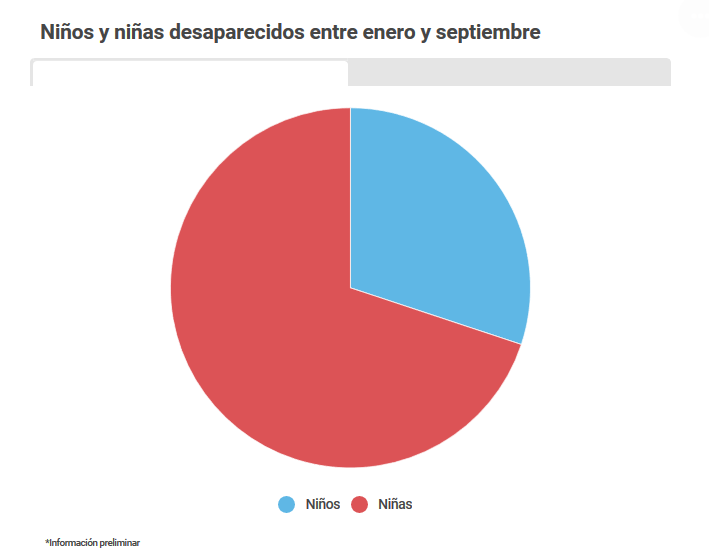 Niños y niñas desaparecidos entre enero y septiembre
Niños Niñas
*Información preliminar